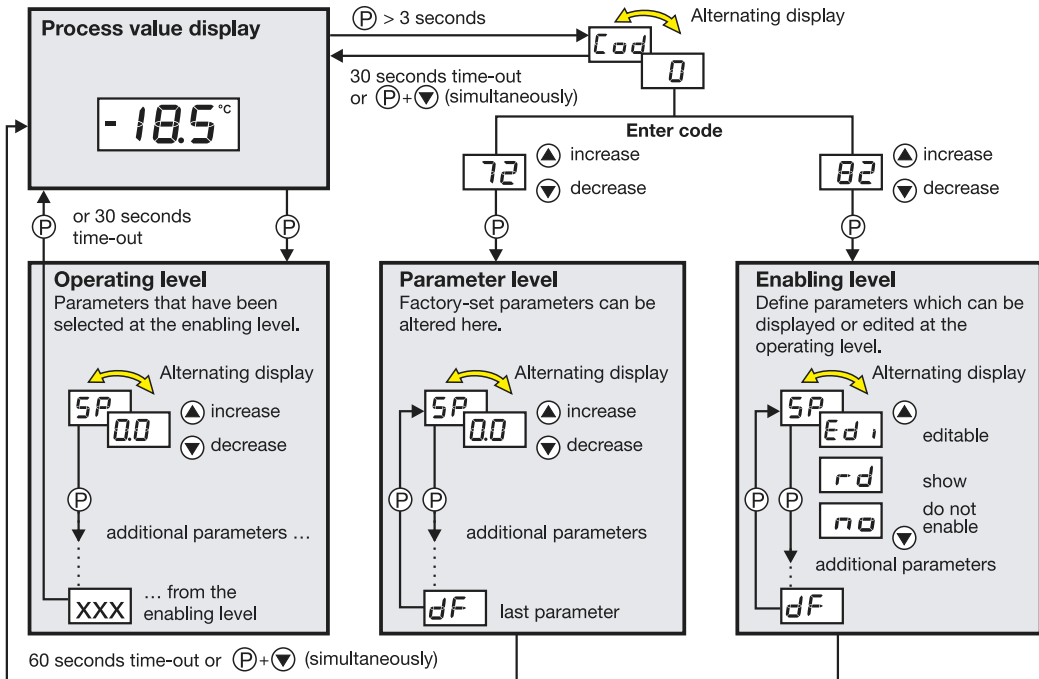 Process value display
-18.5°C
P > 3 seconds
Alternating display
Cod
0
30 seconds time-out
or P+▼ (simultaneously)
Enter code
72
▲ increase
▼ decrease
82
▲ increase
▼ decrease
P
or 30 seconds
time-out
P
P
P
Operating level
Parameters that have been
selected at the enabling level.
Alternating display
SP
0.0
▲ increase
▼ decrease
P
additional parameters ...
xxx
... from the
enabling level
Parameter level
Factory-set parameters can be
altered here.
Alternating display
SP
0.0
▲ increase
▼ decrease
P
P
additional parameters
dF
last parameter
Enabling level
Define parameters which can be
displayed or edited at the
operating level.
Alternating display
SP
Edi
▲
editable
rd
show
P
P
no
do not
enable
▼
additional parameters
dF
60 seconds time-out or P+▼ (simultaneously)